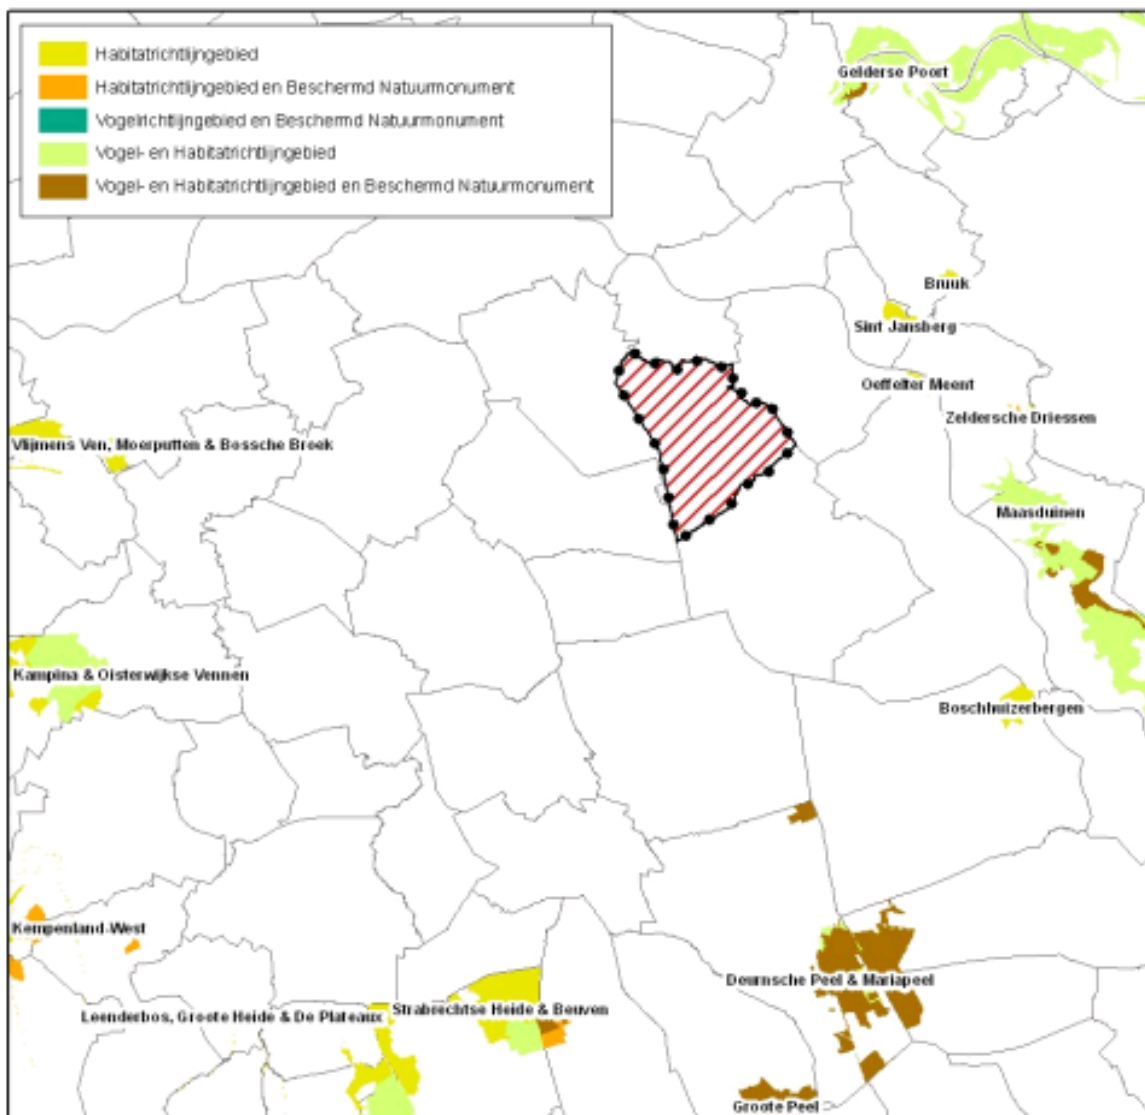 Habitatrichtlijngebied
Habitatrichtlijngebied en Beschermd Natuurmonument
Vogelrichtlijngebied en Beschermd Natuurmonument
Vogel- en Habitatrichtlijngebied
Vogel- en Habitatrichtlijngebied en Beschermd Natuurmonument
Gelderse Poort
Bruuk
Sint Jansberg
Oeffelter Meent
Zeldersche Driessen
Vlijmens Ven, Moerputten & Bossche Broek
Maasduinen
Kampina & Oisterwijkse Vennen
Boschhuizerbergen
Kempenland-West
Deurnsche Peel & Mariapeel
Leenderbos, Groote Heide & De Plateaux
Strabrechtse Heide & Beuven
Groote Peel